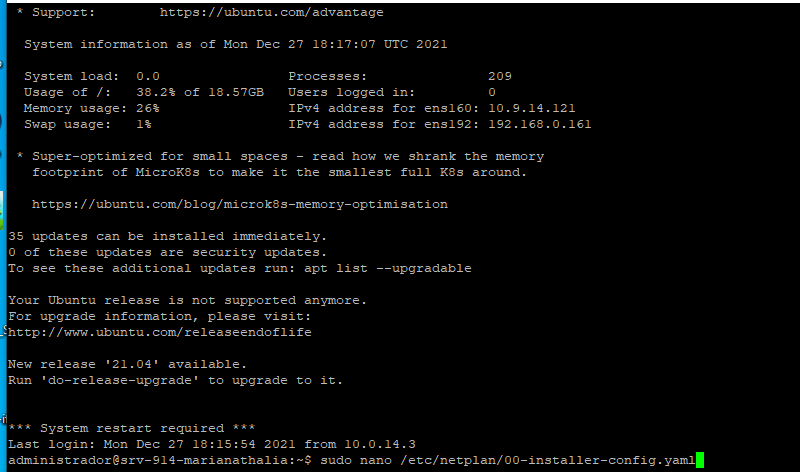 * Support:        https://ubuntu.com/advantage
System information as of Mon Dec 27 18:17:07 UTC 2021
System load:  0.0                Processes:               209
Usage of /:   38.2% of 18.57GB   Users logged in:         0
Memory usage: 26%                IPv4 address for ens160: 10.9.14.121
Swap usage:   1%                 IPv4 address for ens192: 192.168.0.161
* Super-optimized for small spaces - read how we shrank the memory
footprint of MicroK8s to make it the smallest full K8s around.
https://ubuntu.com/blog/microk8s-memory-optimisation
35 updates can be installed immediately.
0 of these updates are security updates.
To see these additional updates run: apt list --upgradable
Your Ubuntu release is not supported anymore.
For upgrade information, please visit:
http://www.ubuntu.com/releaseendoflife
New release '21.04' available.
Run 'do-release-upgrade' to upgrade to it.
*** System restart required ***
Last login: Mon Dec 27 18:15:54 2021 from 10.0.14.3
administrador@srv-914-marianathalia:~$ sudo nano /etc/netplan/00-installer-config.yaml